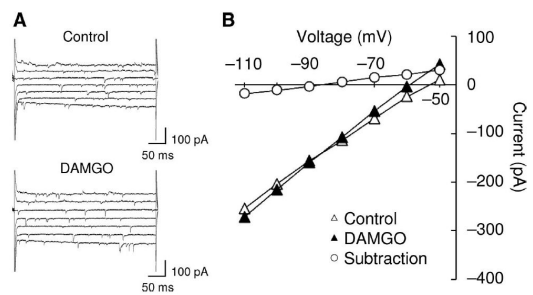 A
Control
100 pA
50 ms
DAMGO
100 pA
50 ms
B
Voltage (mV)
−110
−90
−70
−50
100
0
−100
−200
−300
−400
Current (pA)
Control
DAMGO
Subtraction